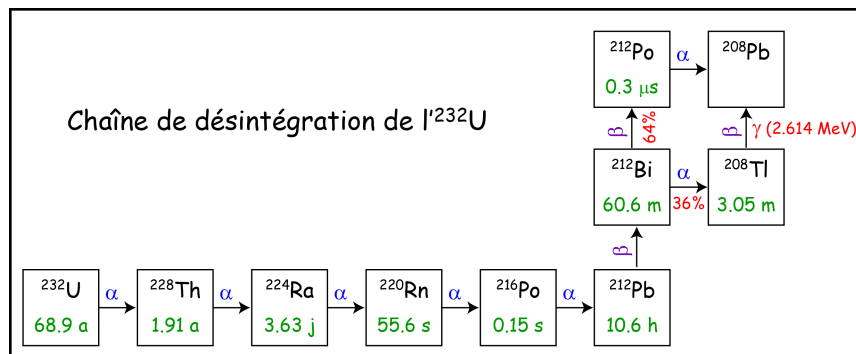 ²¹²Po
²⁰⁸Pb
α
0.3 µs
Chaîne de désintégration de l'²³²U
β
64%
β
γ (2.614 MeV)
²¹²Bi
²⁰⁸Tl
α
60.6 m
36%
3.05 m
β
²³²U
²²⁸Th
²²⁴Ra
²²⁰Rn
²¹⁶Po
²¹²Pb
α
α
α
α
α
68.9 a
1.91 a
3.63 j
55.6 s
0.15 s
10.6 h